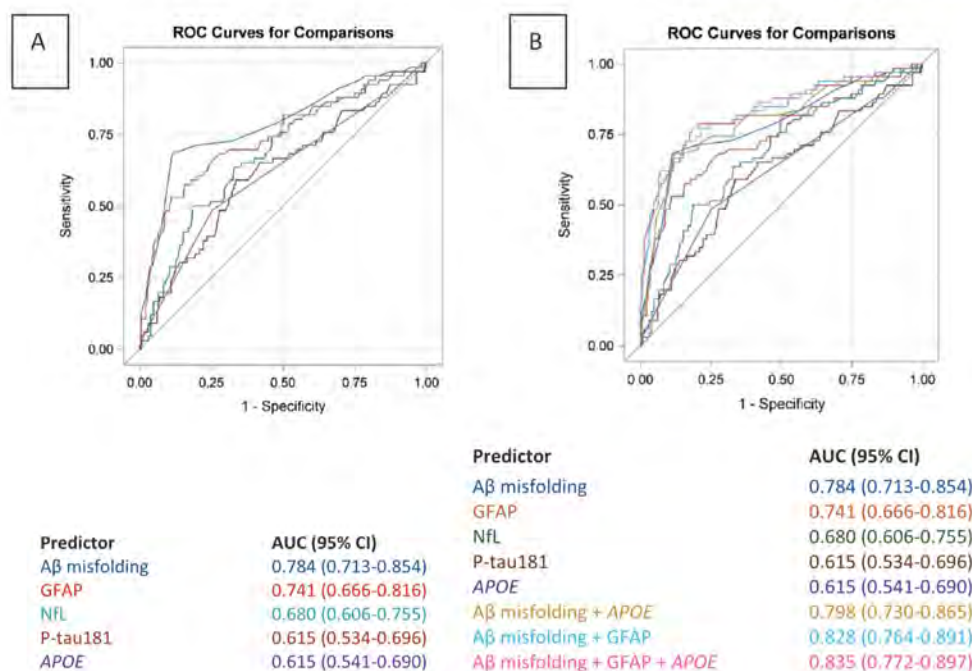 A
ROC Curves for Comparisons
1.00
0.75
0.50
0.25
0.00
Sensitivity
0.00 0.25 0.50 0.75 1.00
1 - Specificity
Predictor AUC (95% CI)
Aβ misfolding 0.784 (0.713-0.854)
GFAP 0.741 (0.666-0.816)
NfL 0.680 (0.606-0.755)
P-tau181 0.615 (0.534-0.696)
APOE 0.615 (0.541-0.690)
B
ROC Curves for Comparisons
1.00
0.75
0.50
0.25
0.00
Sensitivity
0.00 0.25 0.50 0.75 1.00
1 - Specificity
Predictor AUC (95% CI)
Aβ misfolding 0.784 (0.713-0.854)
GFAP 0.741 (0.666-0.816)
NfL 0.680 (0.606-0.755)
P-tau181 0.615 (0.534-0.696)
APOE 0.615 (0.541-0.690)
Aβ misfolding + APOE 0.798 (0.730-0.865)
Aβ misfolding + GFAP 0.828 (0.764-0.891)
Aβ misfolding + GFAP + APOE 0.835 (0.772-0.897)